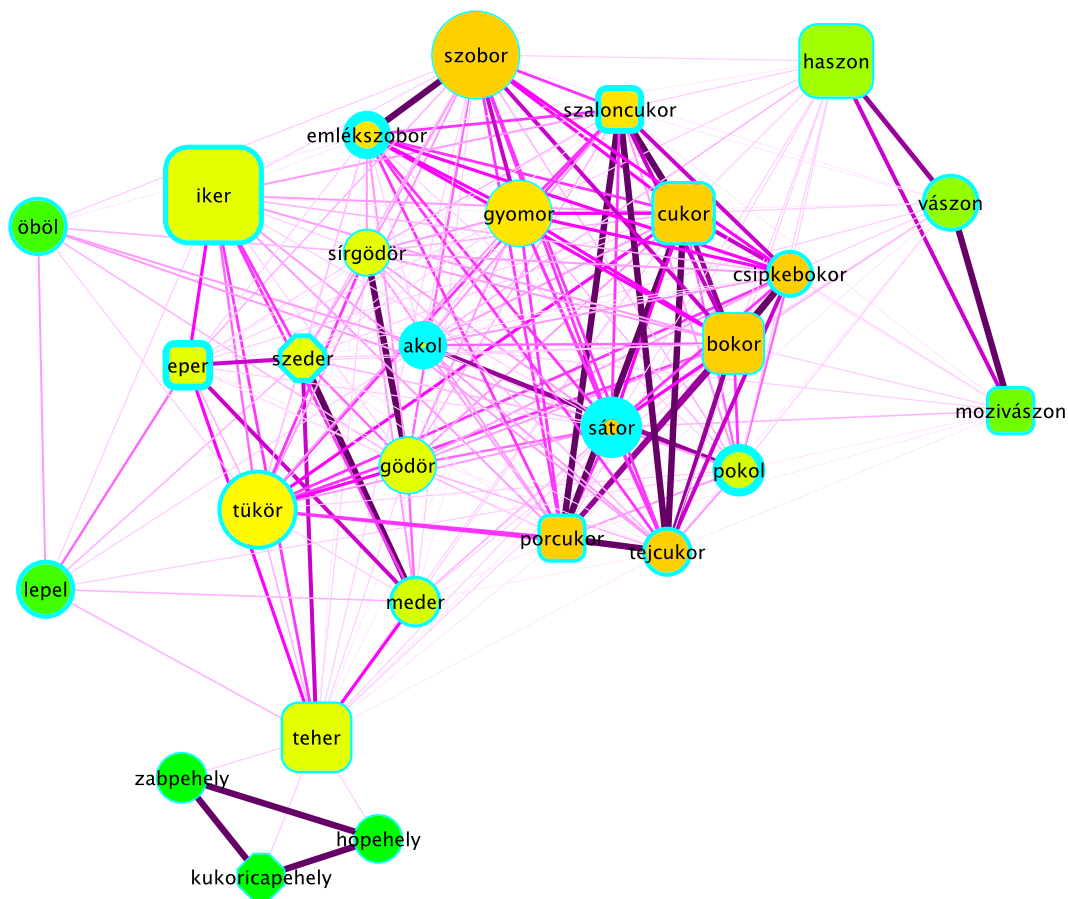 szobor
haszon
szaloncukor
emlékszobor
iker
vászon
gyomor
cukor
öböl
sírgödör
csipkebokor
akol
bokor
szeder
eper
mozivászon
sátor
gödör
pokol
tükör
porcukor
tejcukor
lepel
meder
teher
zabpehely
hópehely
kukoricapehely